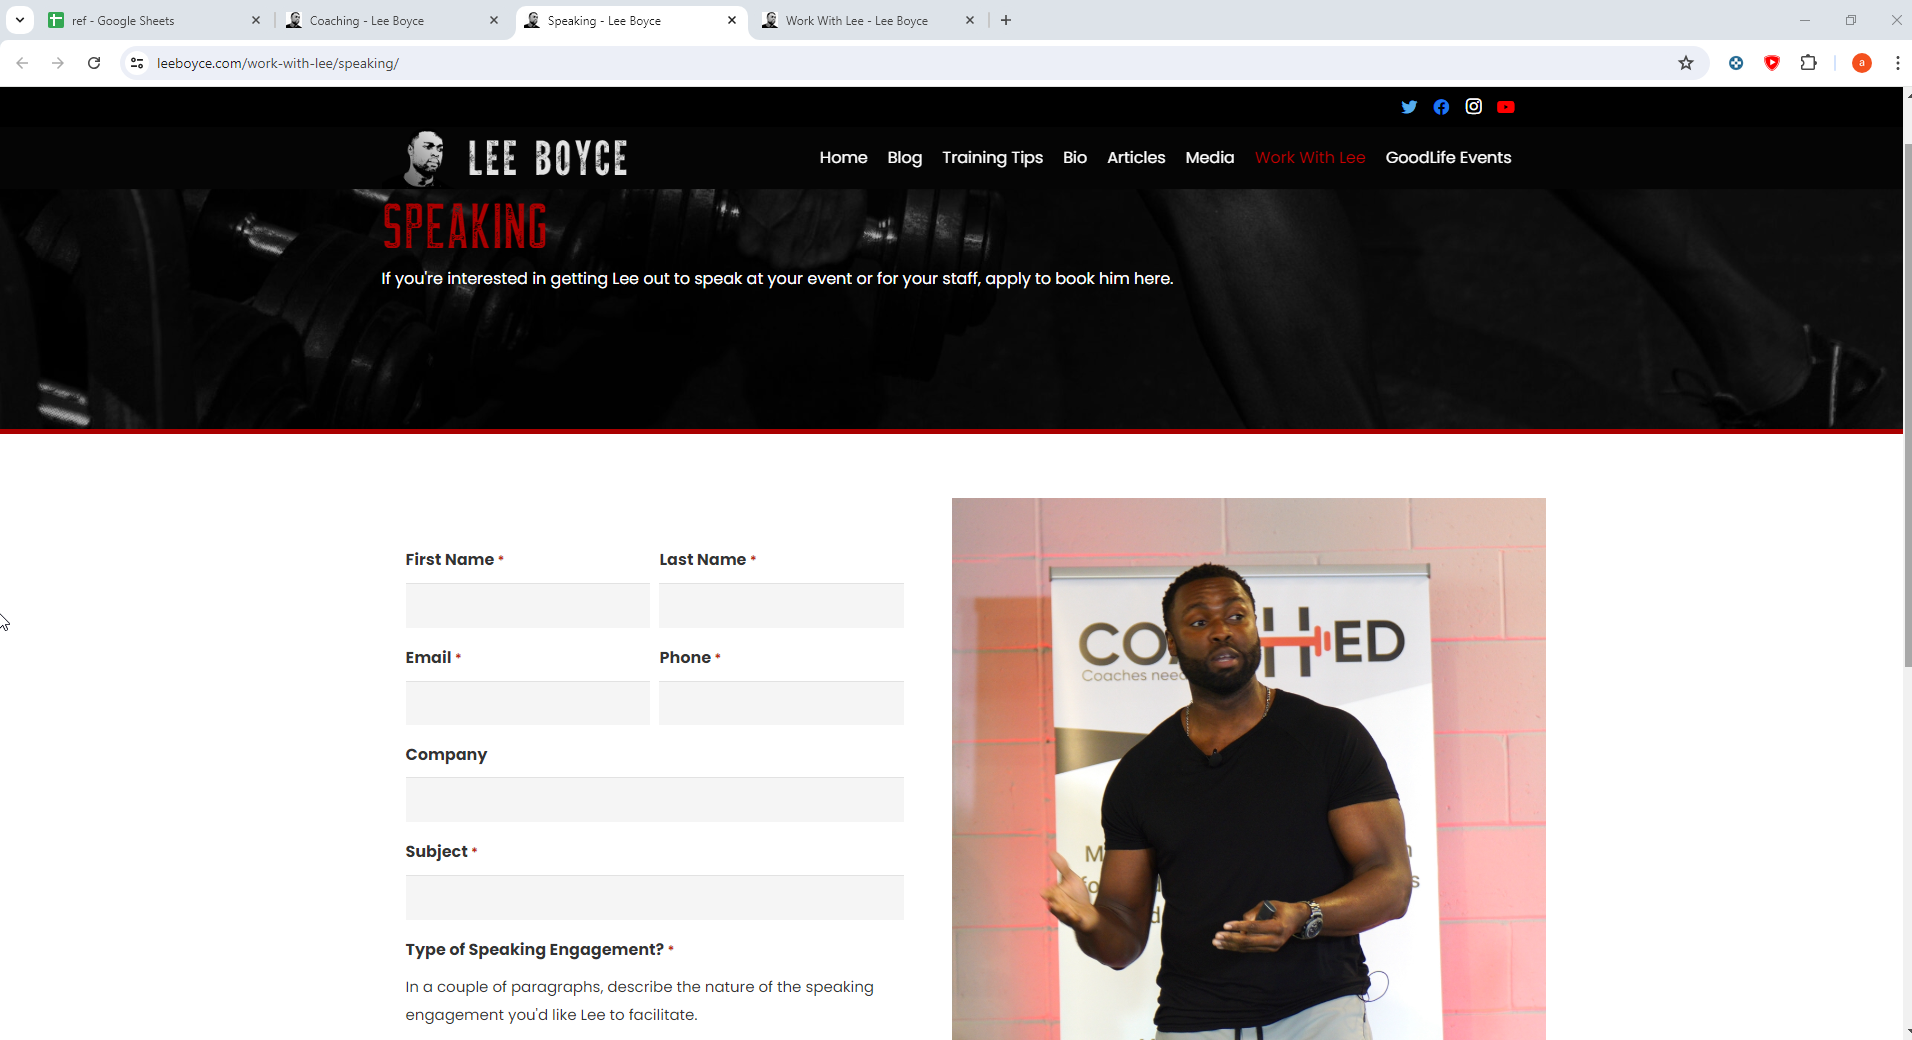 ref - Google Sheets
Coaching - Lee Boyce
Speaking - Lee Boyce
Work With Lee - Lee Boyce
leeboyce.com/work-with-lee/speaking/
a
LEE BOYCE
Home Blog Training Tips Bio Articles Media Work With Lee GoodLife Events
SPEAKING
If you're interested in getting Lee out to speak at your event or for your staff, apply to book him here.
First Name * Last Name *
Email * Phone *
Company
Subject *
Type of Speaking Engagement? *
In a couple of paragraphs, describe the nature of the speaking
engagement you'd like Lee to facilitate.
CO H-ED
Coaches need